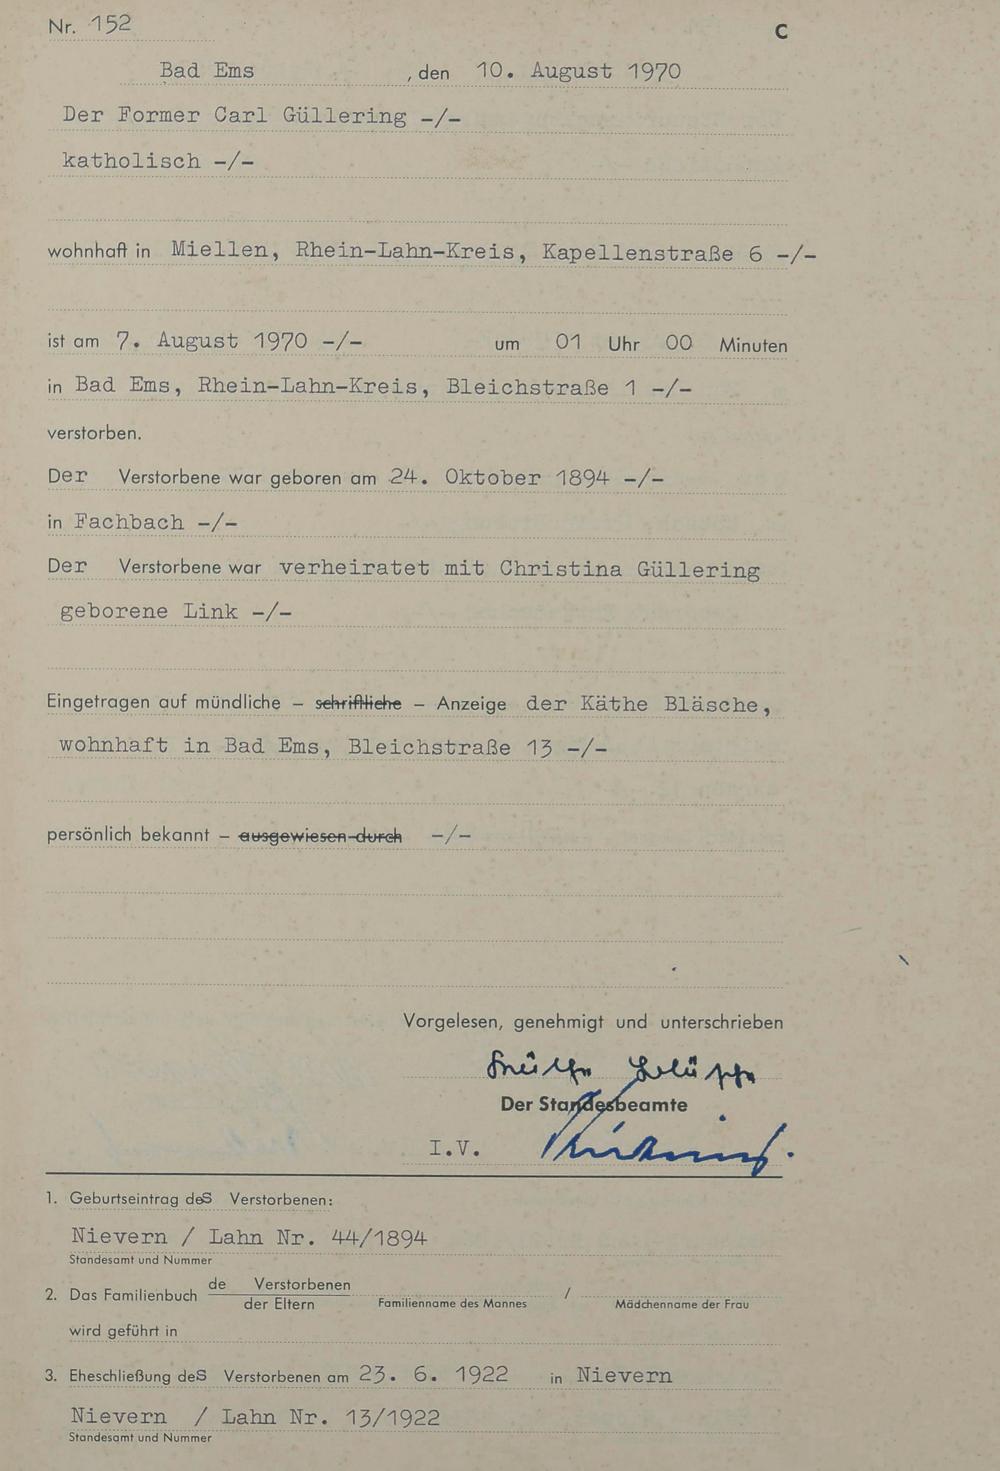 Nr. 152
C
Bad Ems , den 10. August 1970
Der Former Carl Güllering -/-
katholisch -/-
wohnhaft in Miellen, Rhein-Lahn-Kreis, Kapellenstraße 6 -/-
ist am 7. August 1970 -/- um 01 Uhr 00 Minuten
in Bad Ems, Rhein-Lahn-Kreis, Bleichstraße 1 -/-
verstorben.
Der Verstorbene war geboren am 24. Oktober 1894 -/-
in Fachbach -/-
Der Verstorbene war verheiratet mit Christina Güllering
geborene Link -/-
Eingetragen auf mündliche – schriftliche – Anzeige der Käthe Bläsche,
wohnhaft in Bad Ems, Bleichstraße 13 -/-
persönlich bekannt – ausgewiesen durch -/-
Vorgelesen, genehmigt und unterschrieben
Käthe Bläsche
Der Standesbeamte
I.V.
1. Geburtseintrag des Verstorbenen:
Nievern / Lahn Nr. 44/1894
Standesamt und Nummer
2. Das Familienbuch de Verstorbenen /
der Eltern Familienname des Mannes Mädchenname der Frau
wird geführt in
3. Eheschließung des Verstorbenen am 23. 6. 1922 in Nievern
Nievern / Lahn Nr. 13/1922
Standesamt und Nummer